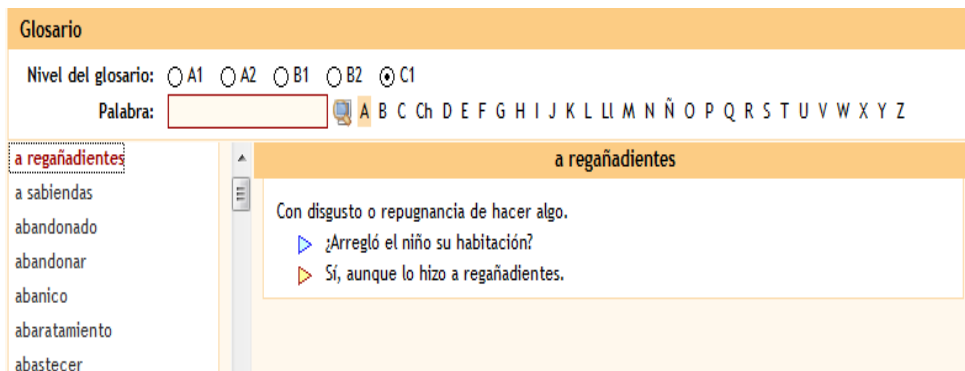 Glosario
Nivel del glosario: A1 A2 B1 B2 C1
Palabra: A B C Ch D E F G H I J K L Ll M N Ñ O P Q R S T U V W X Y Z
a regañadientes
a sabiendas
abandonado
abandonar
abanico
abaratamiento
abastecer
a regañadientes
Con disgusto o repugnancia de hacer algo.
¿Arregló el niño su habitación?
Sí, aunque lo hizo a regañadientes.